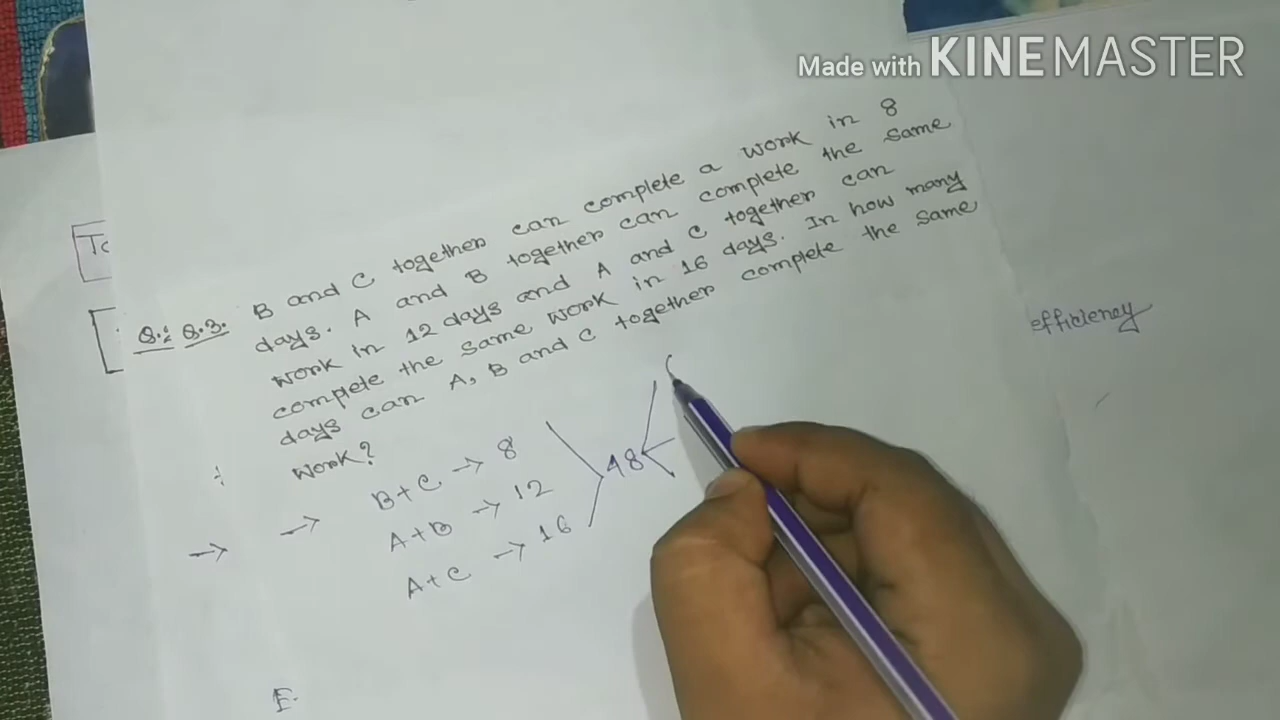 Made with KINEMASTER
Q.: Q.3. B and C together can complete a work in 8
days. A and B together can complete the same
work in 12 days and A and C together can
complete the same work in 16 days. In how many
days can A, B and C together complete the same
work?
efficiency
B+C → 8
A+B → 12
A+C → 16
48
E.